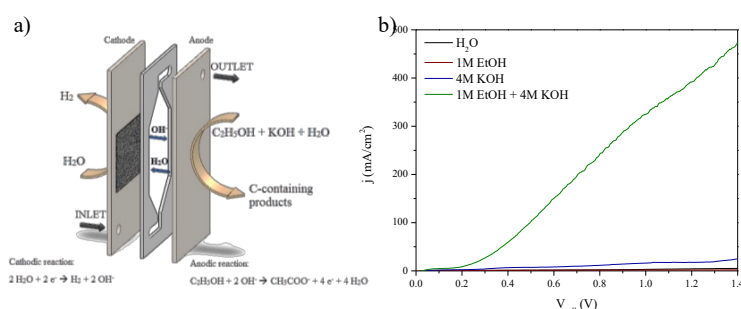 a)
Cathode
Anode
OUTLET
H₂
OH⁻
C₂H₅OH + KOH + H₂O
H₂O
H₂O
C-containing
products
INLET
Cathodic reaction:
2 H₂O + 2 e⁻ → H₂ + 2 OH⁻
Anodic reaction:
C₂H₅OH + 2 OH⁻ → CH₃COO⁻ + 4 e⁻ + 4 H₂O
b)
H₂O
1M EtOH
4M KOH
1M EtOH + 4M KOH
j (mA/cm²)
400
300
200
100
0
0.0 0.2 0.4 0.6 0.8 1.0 1.2 1.4
(V)